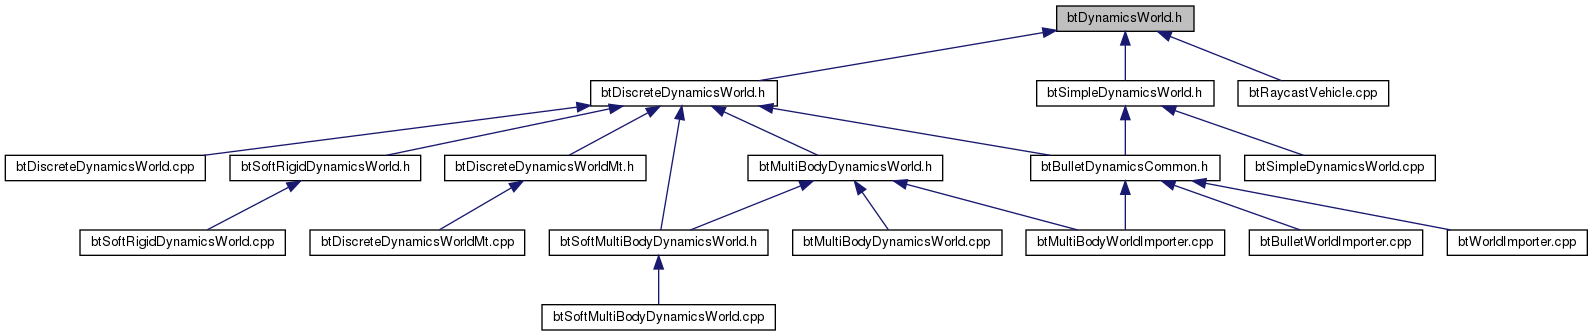 btDynamicsWorld.h
btDiscreteDynamicsWorld.h
btSimpleDynamicsWorld.h
btRaycastVehicle.cpp
btDiscreteDynamicsWorld.cpp
btSoftRigidDynamicsWorld.h
btDiscreteDynamicsWorldMt.h
btMultiBodyDynamicsWorld.h
btBulletDynamicsCommon.h
btSimpleDynamicsWorld.cpp
btSoftRigidDynamicsWorld.cpp
btDiscreteDynamicsWorldMt.cpp
btSoftMultiBodyDynamicsWorld.h
btMultiBodyDynamicsWorld.cpp
btMultiBodyWorldImporter.cpp
btBulletWorldImporter.cpp
btWorldImporter.cpp
btSoftMultiBodyDynamicsWorld.cpp